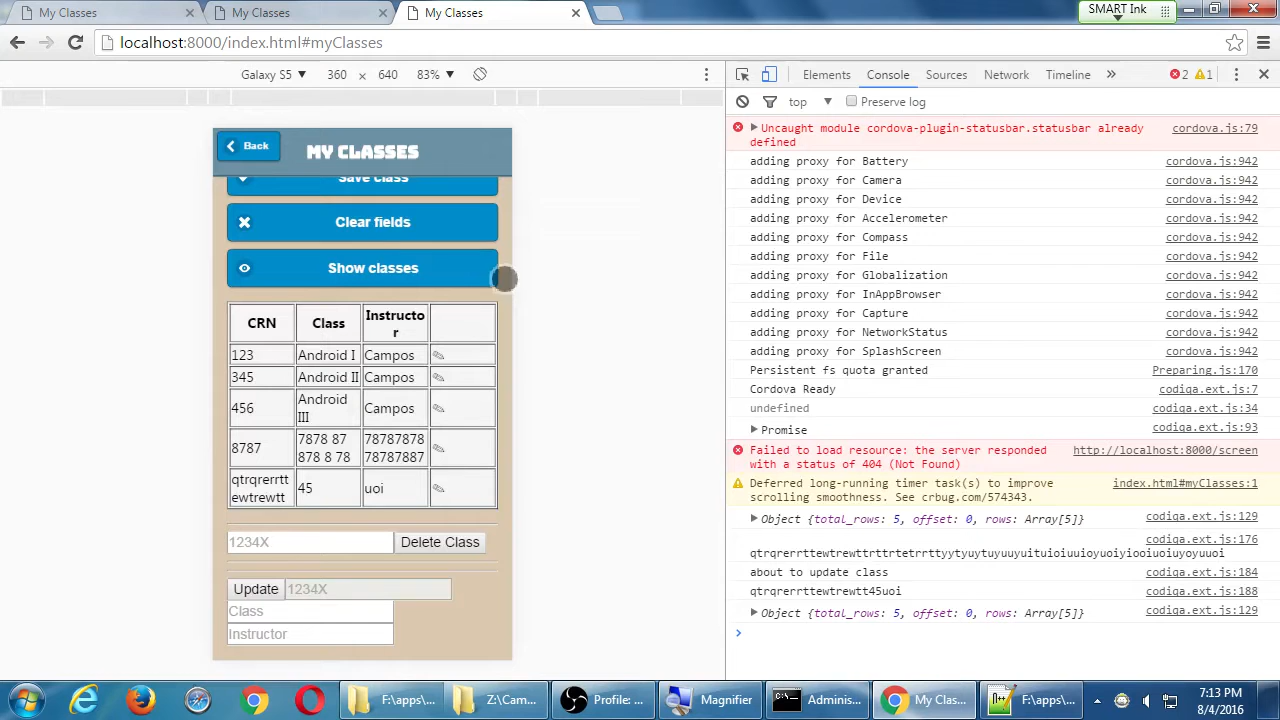 My Classes
My Classes
My Classes
SMART Ink
localhost:8000/index.html#myClasses
Galaxy S5 ▼ 360 x 640 83% ▼
Elements Console Sources Network Timeline » 2 1
top ▼ Preserve log
Back
MY CLASSES
Save class
Clear fields
Show classes
CRN Class Instructo
r
123 Android I Campos
345 Android II Campos
456 Android
III Campos
8787 7878 87
878 8 78 78787878
78787887
qtrqrerrtt
ewtrewtt 45 uoi
1234X Delete Class
Update 1234X
Class
Instructor
Uncaught module cordova-plugin-statusbar.statusbar already cordova.js:79
defined
adding proxy for Battery cordova.js:942
adding proxy for Camera cordova.js:942
adding proxy for Device cordova.js:942
adding proxy for Accelerometer cordova.js:942
adding proxy for Compass cordova.js:942
adding proxy for File cordova.js:942
adding proxy for Globalization cordova.js:942
adding proxy for InAppBrowser cordova.js:942
adding proxy for Capture cordova.js:942
adding proxy for NetworkStatus cordova.js:942
adding proxy for SplashScreen cordova.js:942
Persistent fs quota granted Preparing.js:170
Cordova Ready codiqa.ext.js:7
undefined codiqa.ext.js:34
Promise codiqa.ext.js:93
Failed to load resource: the server responded http://localhost:8000/screen
with a status of 404 (Not Found)
Deferred long-running timer task(s) to improve index.html#myClasses:1
scrolling smoothness. See crbug.com/574343.
Object {total_rows: 5, offset: 0, rows: Array[5]} codiqa.ext.js:129
codiqa.ext.js:176
about to update class codiqa.ext.js:184
qtrqrerrttewtrewtt45uoi codiqa.ext.js:188
Object {total_rows: 5, offset: 0, rows: Array[5]} codiqa.ext.js:129
F:\apps\... Z:\Cam... Profile: ... Magnifier Adminis... My Clas... F:\apps\...
7:13 PM
8/4/2016